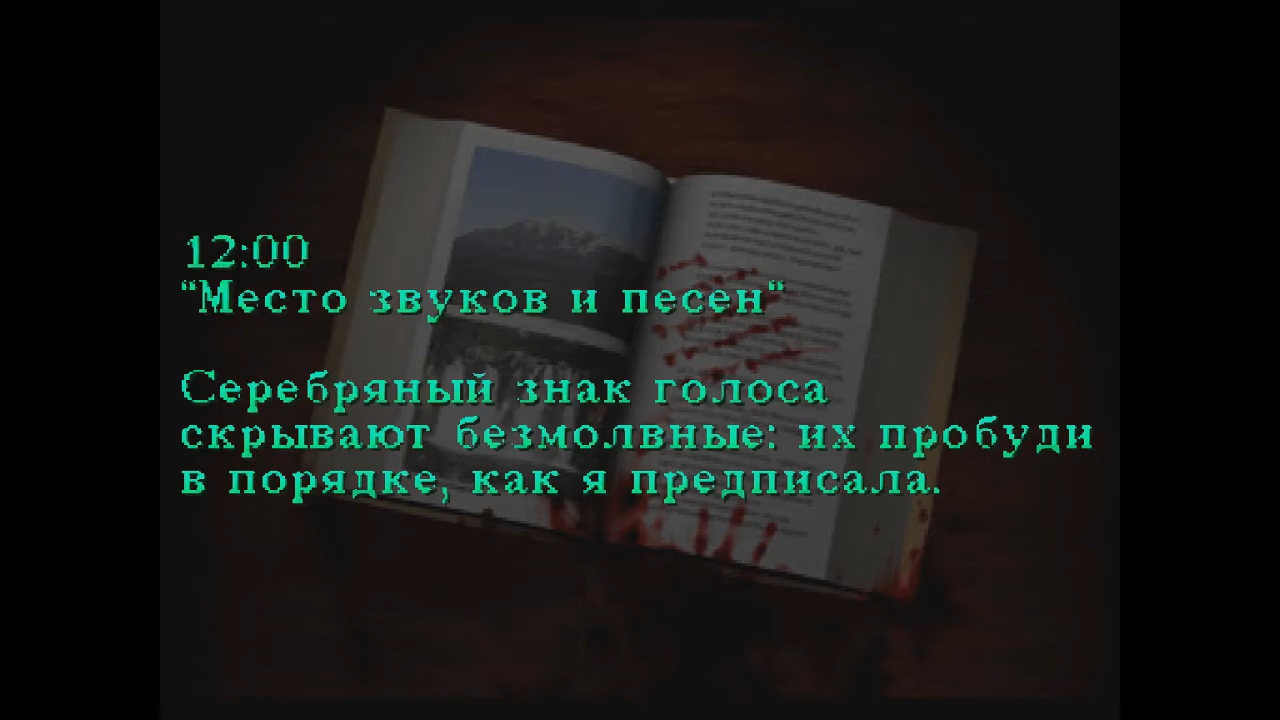 12:00
"Место звуков и песен"
Серебряный знак голоса
скрывают безмолвные: их пробуди
в порядке, как я предписала.